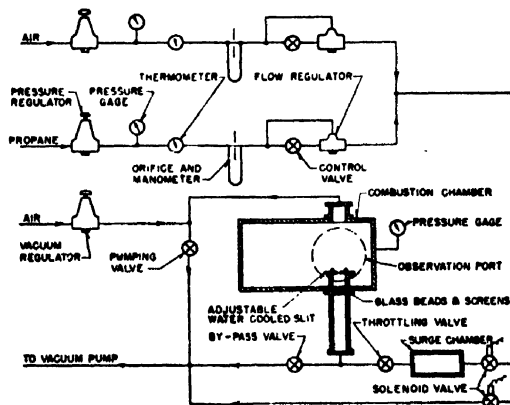 AIR
PRESSURE
REGULATOR
PRESSURE
GAGE
THERMOMETER
FLOW REGULATOR
PROPANE
ORIFICE AND
MANOMETER
CONTROL
VALVE
AIR
VACUUM
REGULATOR
PUMPING
VALVE
COMBUSTION CHAMBER
PRESSURE GAGE
OBSERVATION PORT
ADJUSTABLE
WATER COOLED SLIT
GLASS BEADS & SCREENS
BY-PASS VALVE
THROTTLING VALVE
SURGE CHAMBER
TO VACUUM PUMP
SOLENOID VALVE